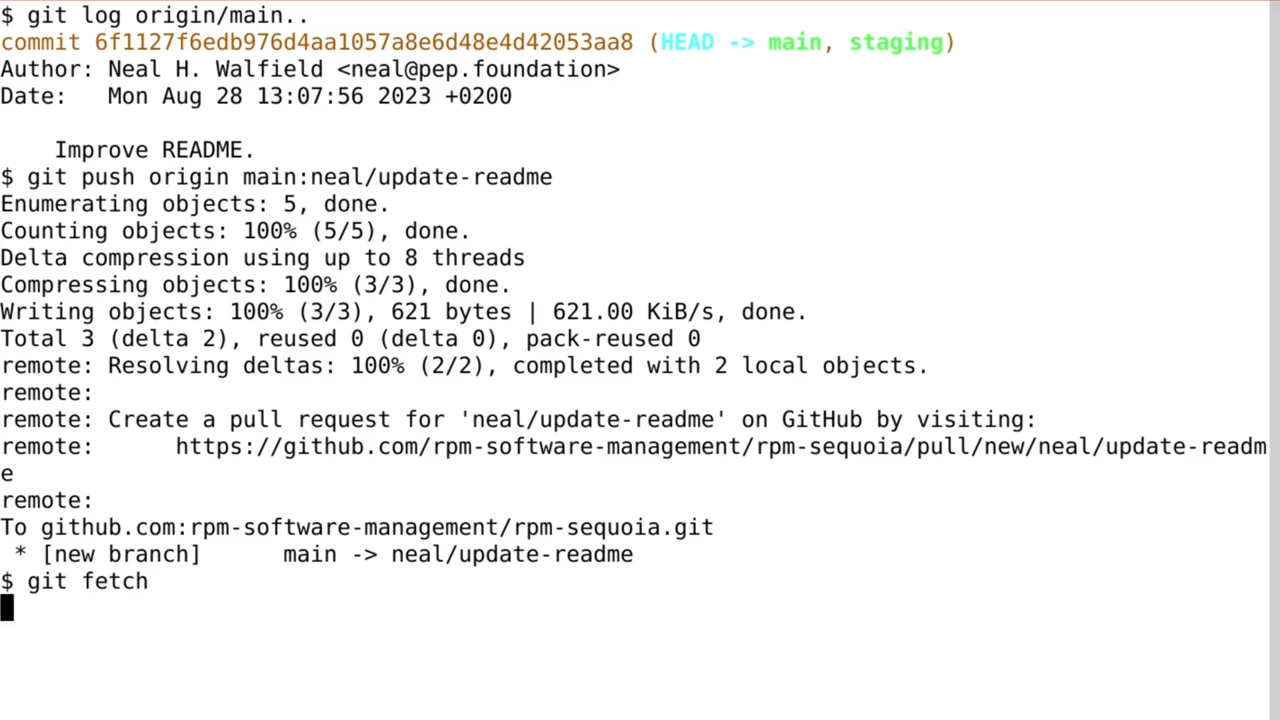 $ git log origin/main..
commit 6f1127f6edb976d4aa1057a8e6d48e4d42053aa8 (HEAD -> main, staging)
Author: Neal H. Walfield <neal@pep.foundation>
Date:   Mon Aug 28 13:07:56 2023 +0200

    Improve README.
$ git push origin main:neal/update-readme
Enumerating objects: 5, done.
Counting objects: 100% (5/5), done.
Delta compression using up to 8 threads
Compressing objects: 100% (3/3), done.
Writing objects: 100% (3/3), 621 bytes | 621.00 KiB/s, done.
Total 3 (delta 2), reused 0 (delta 0), pack-reused 0
remote: Resolving deltas: 100% (2/2), completed with 2 local objects.
remote:
remote: Create a pull request for 'neal/update-readme' on GitHub by visiting:
remote:      https://github.com/rpm-software-management/rpm-sequoia/pull/new/neal/update-readm
e
remote:
To github.com:rpm-software-management/rpm-sequoia.git
 * [new branch]      main -> neal/update-readme
$ git fetch